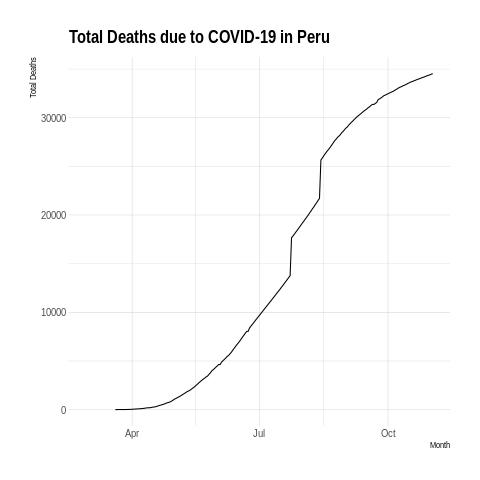 Total Deaths due to COVID-19 in Peru
Total Deaths
30000
20000
10000
0
Apr
Jul
Oct
Month